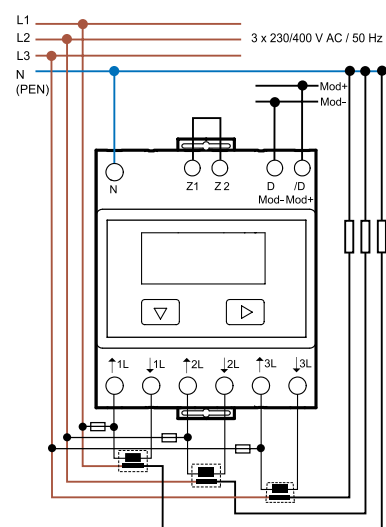 L1
L2
3 x 230/400 V AC / 50 Hz
L3
N
(PEN)
Mod+
Mod-
N
Z1
Z 2
D
/D
Mod-
Mod+
↑1L
↓1L
↑2L
↓2L
↑3L
↓3L